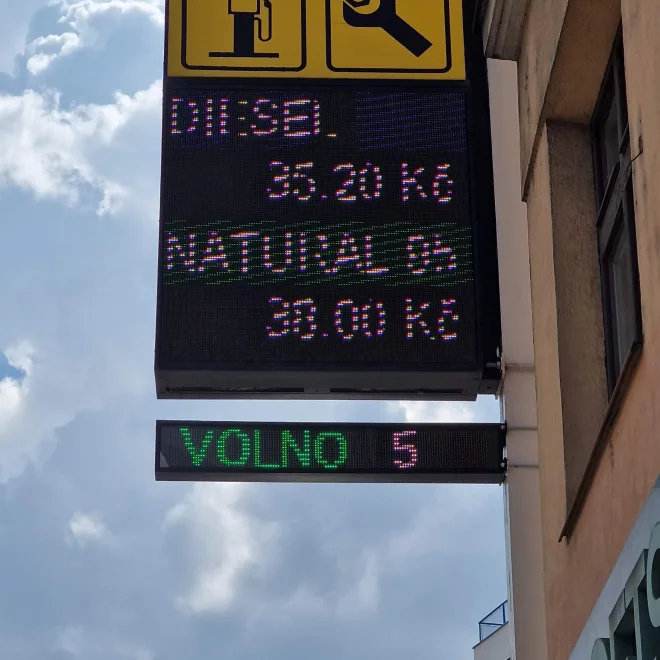 DIESEL
35.20 Kč
NATURAL 95
38.00 Kč
VOLNO 5